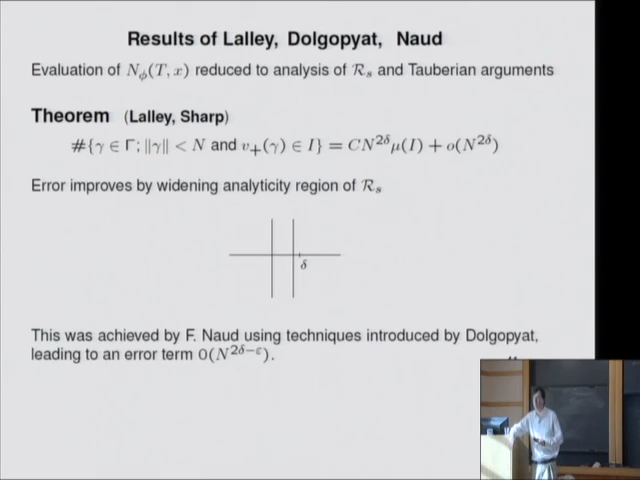 Results of Lalley, Dolgopyat, Naud
Evaluation of N_ϕ(T, x) reduced to analysis of ℛ_s and Tauberian arguments
Theorem (Lalley, Sharp)
#{γ ∈ Γ; ||γ|| < N and v_+(γ) ∈ I} = CN^{2δ}μ(I) + o(N^{2δ})
Error improves by widening analyticity region of ℛ_s
δ
This was achieved by F. Naud using techniques introduced by Dolgopyat,
leading to an error term 0(N^{2δ−ε}).